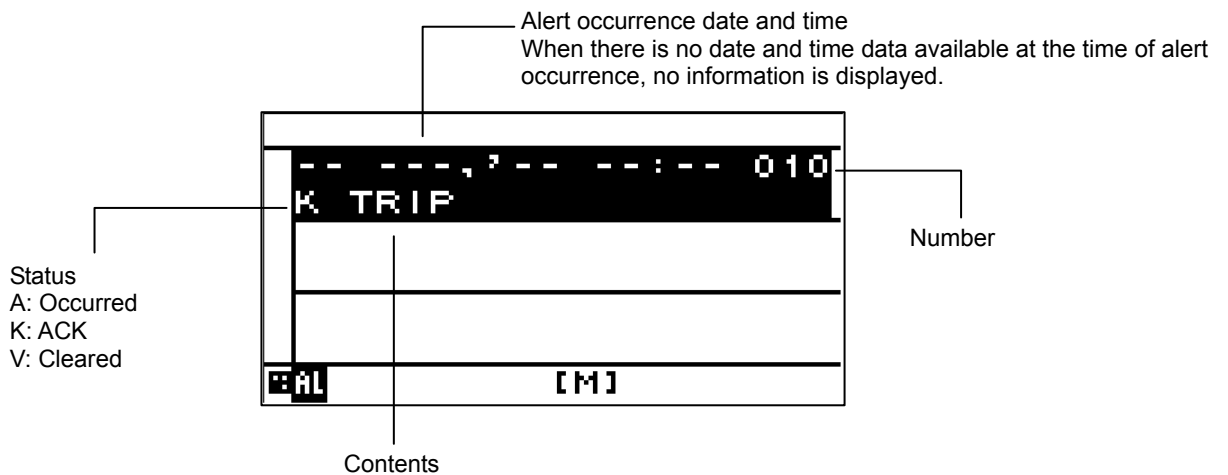 Alert occurrence date and time
When there is no date and time data available at the time of alert
occurrence, no information is displayed.
-- ---,'-- --:-- 010
K TRIP
Number
Status
A: Occurred
K: ACK
V: Cleared
AL [M]
Contents